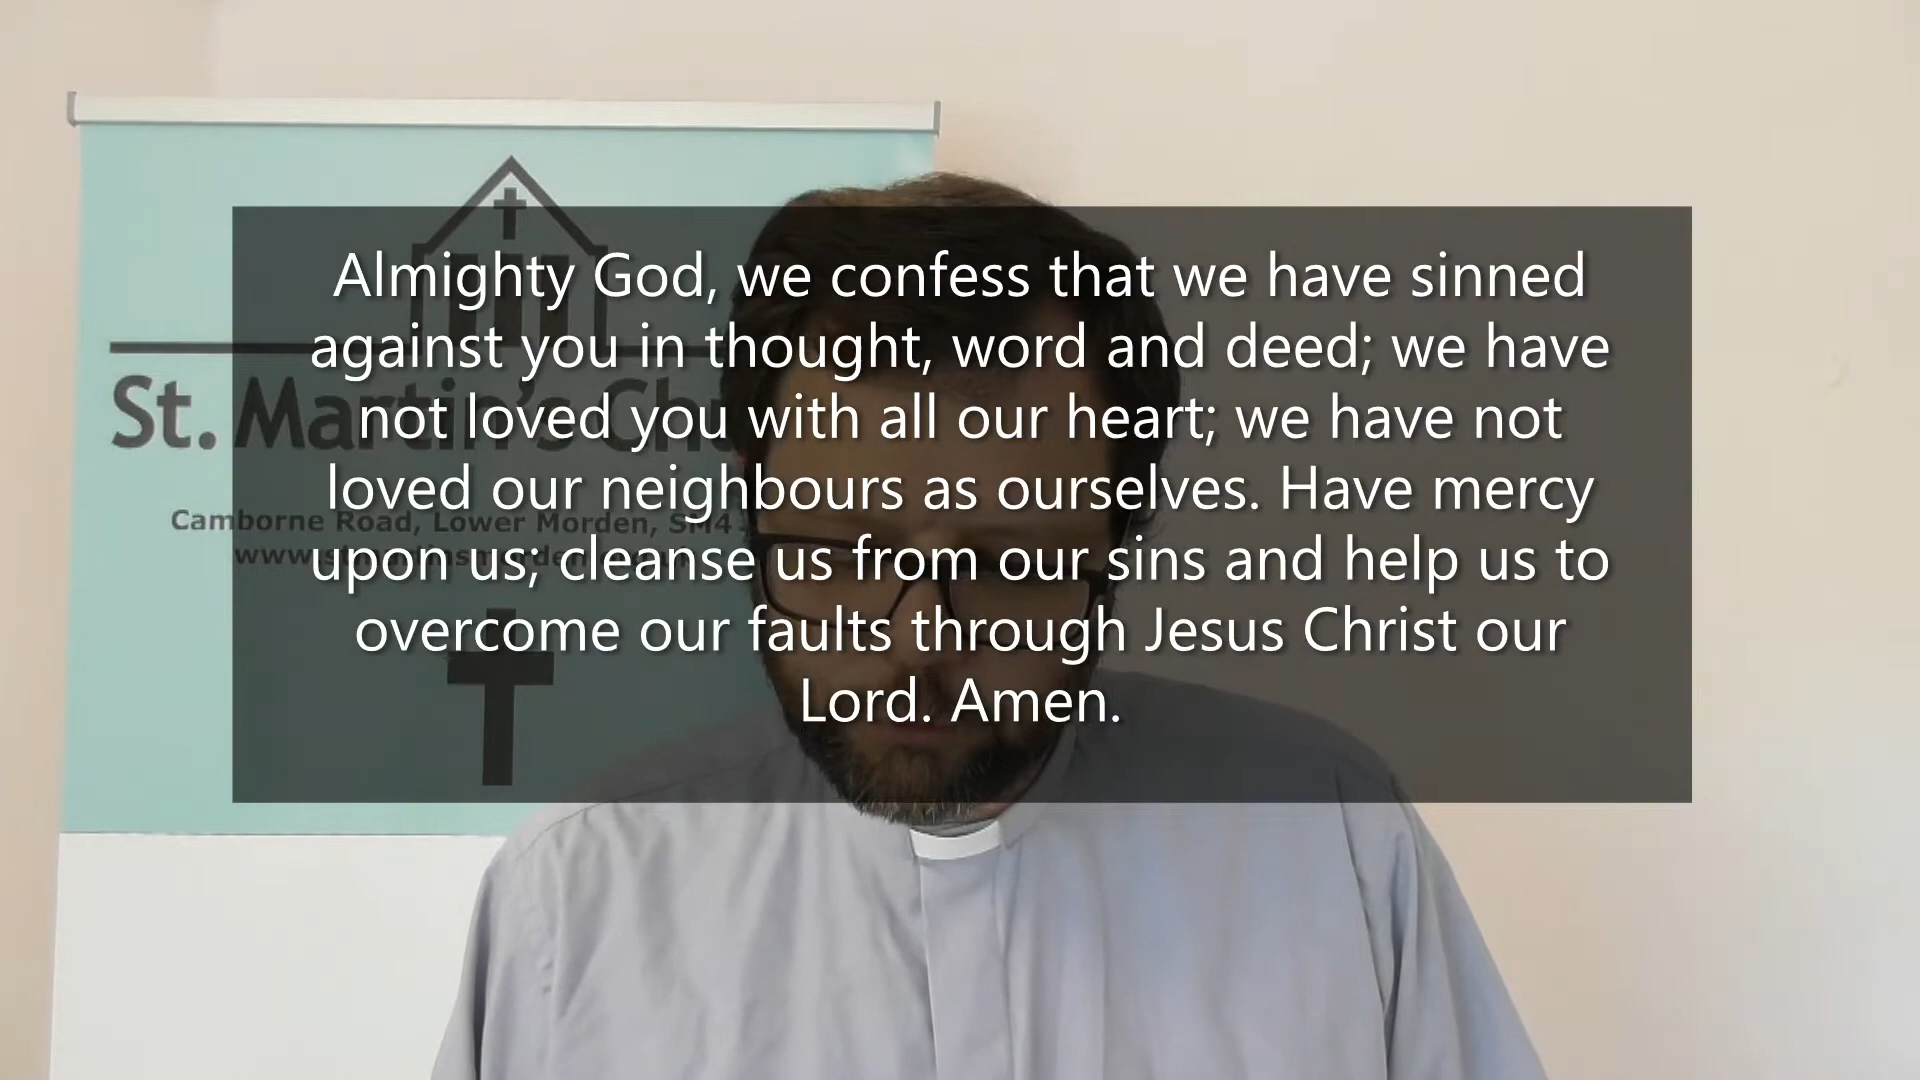 Almighty God, we confess that we have sinned
against you in thought, word and deed; we have
not loved you with all our heart; we have not
loved our neighbours as ourselves. Have mercy
upon us; cleanse us from our sins and help us to
overcome our faults through Jesus Christ our
Lord. Amen.
St. Martin's
Camborne Road, Lower Morden, SM4